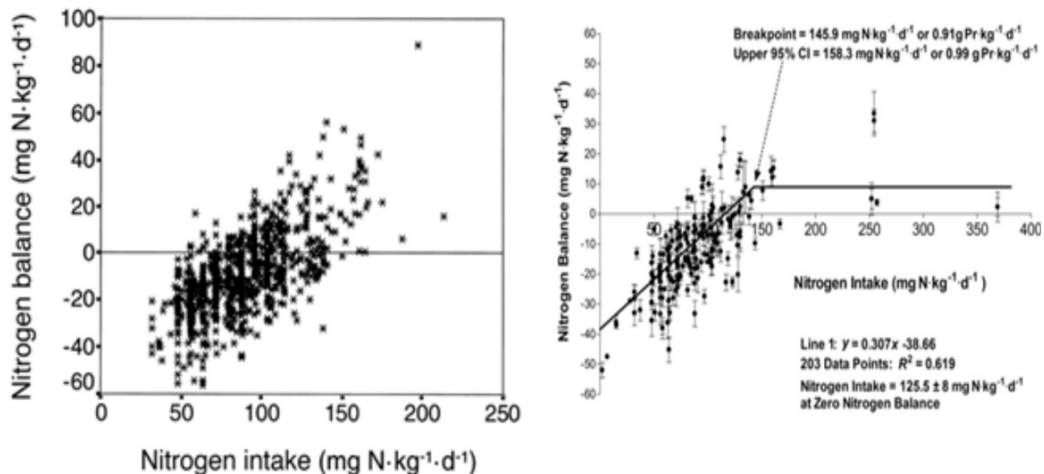 100
80
60
40
20
0
-20
-40
-60
Nitrogen balance (mg N·kg⁻¹·d⁻¹)
0 50 100 150 200 250
Nitrogen intake (mg N·kg⁻¹·d⁻¹)
60
50
40
30
20
10
0
-10
-20
-30
-40
-50
-60
Nitrogen Balance (mg N·kg⁻¹·d⁻¹)
Breakpoint = 145.9 mg N·kg⁻¹·d⁻¹ or 0.91g Pr·kg⁻¹·d⁻¹
Upper 95% CI = 158.3 mg N·kg⁻¹·d⁻¹ or 0.99 g Pr·kg⁻¹·d⁻¹
50 150 200 250 300 350 400
Nitrogen Intake (mg N·kg⁻¹·d⁻¹ )
Line 1: y = 0.307x -38.66
203 Data Points: R² = 0.619
Nitrogen Intake = 125.5 ± 8 mg N·kg⁻¹·d⁻¹
at Zero Nitrogen Balance